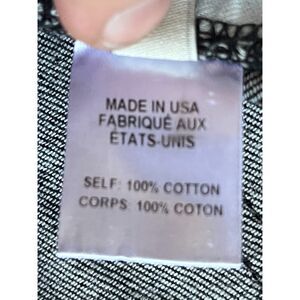 MADE IN USA
FABRIQUÉ AUX
ÉTATS-UNIS
SELF: 100% COTTON
CORPS: 100% COTON